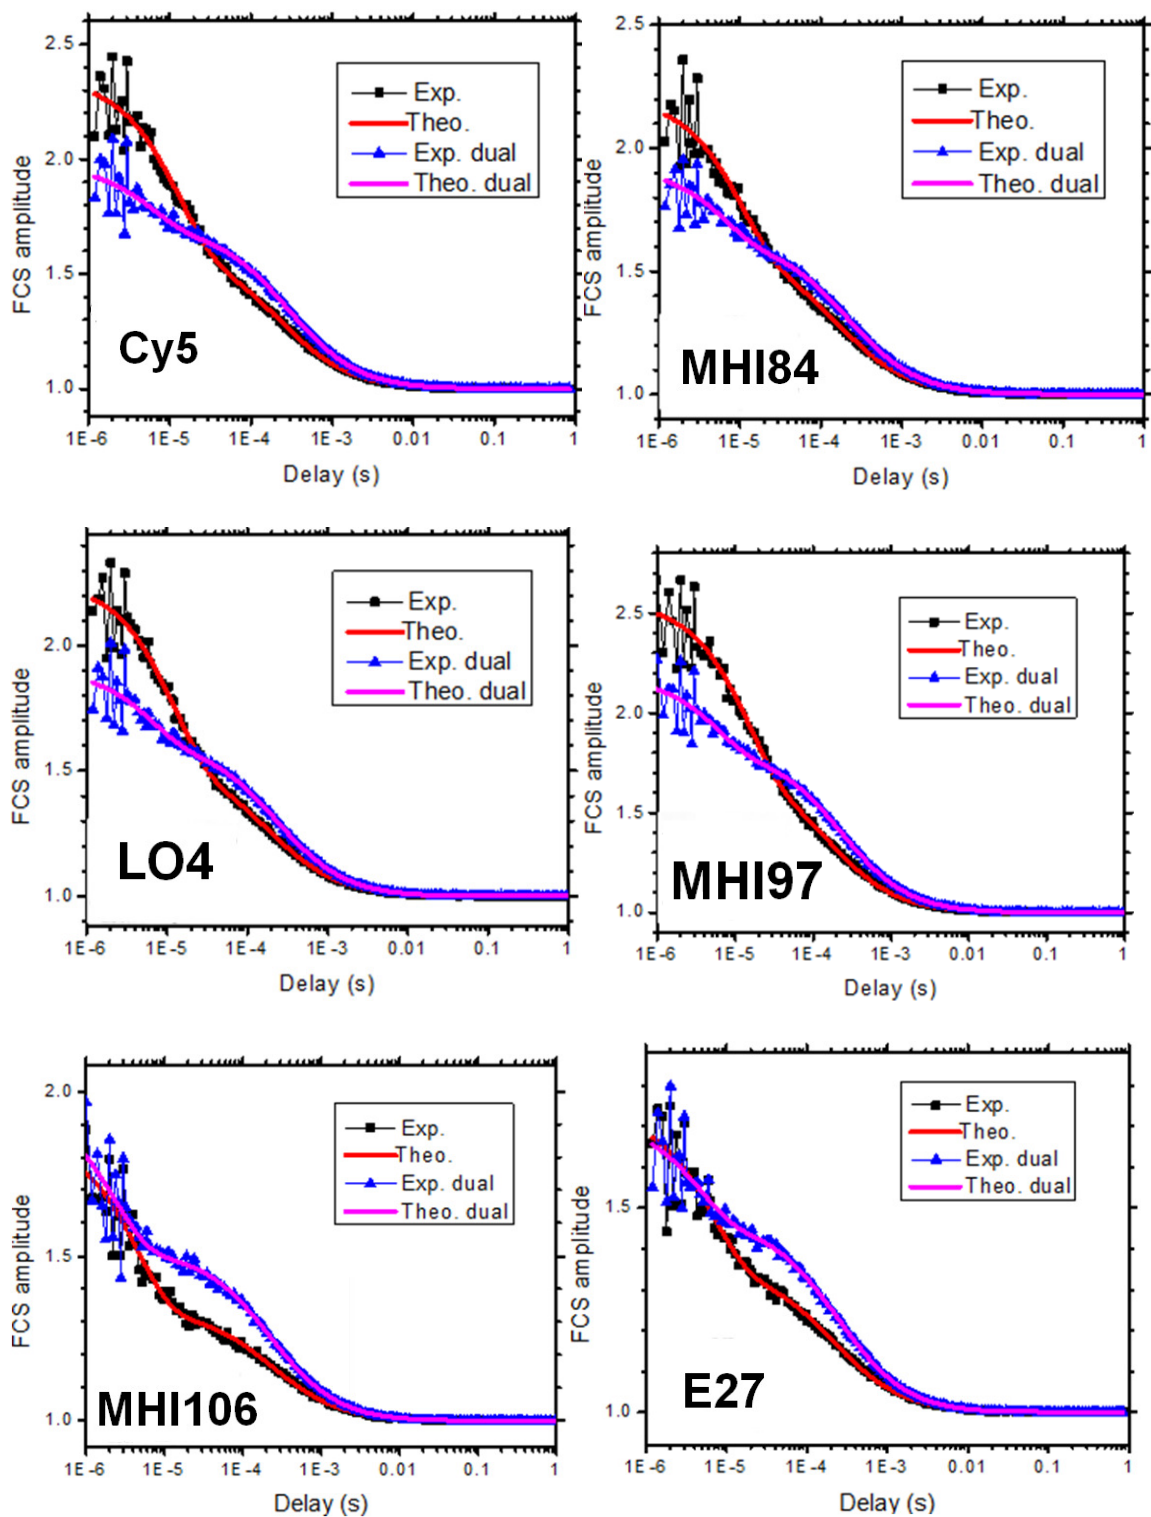 2.5
2.0
1.5
1.0
FCS amplitude
Exp.
Theo.
Exp. dual
Theo. dual
Cy5
1E-6 1E-5 1E-4 1E-3 0.01 0.1 1
Delay (s)
2.5
2.0
1.5
1.0
FCS amplitude
Exp.
Theo.
Exp. dual
Theo. dual
MHI84
1E-6 1E-5 1E-4 1E-3 0.01 0.1 1
Delay (s)
2.0
1.5
1.0
FCS amplitude
Exp.
Theo.
Exp. dual
Theo. dual
LO4
1E-6 1E-5 1E-4 1E-3 0.01 0.1 1
Delay (s)
2.5
2.0
1.5
1.0
FCS amplitude
Exp.
Theo.
Exp. dual
Theo. dual
MHI97
1E-6 1E-5 1E-4 1E-3 0.01 0.1 1
Delay (s)
2.0
1.5
1.0
FCS amplitude
Exp.
Theo.
Exp. dual
Theo. dual
MHI106
1E-6 1E-5 1E-4 1E-3 0.01 0.1 1
Delay (s)
1.5
1.0
FCS amplitude
Exp.
Theo.
Exp. dual
Theo. dual
E27
1E-6 1E-5 1E-4 1E-3 0.01 0.1 1
Delay (s)